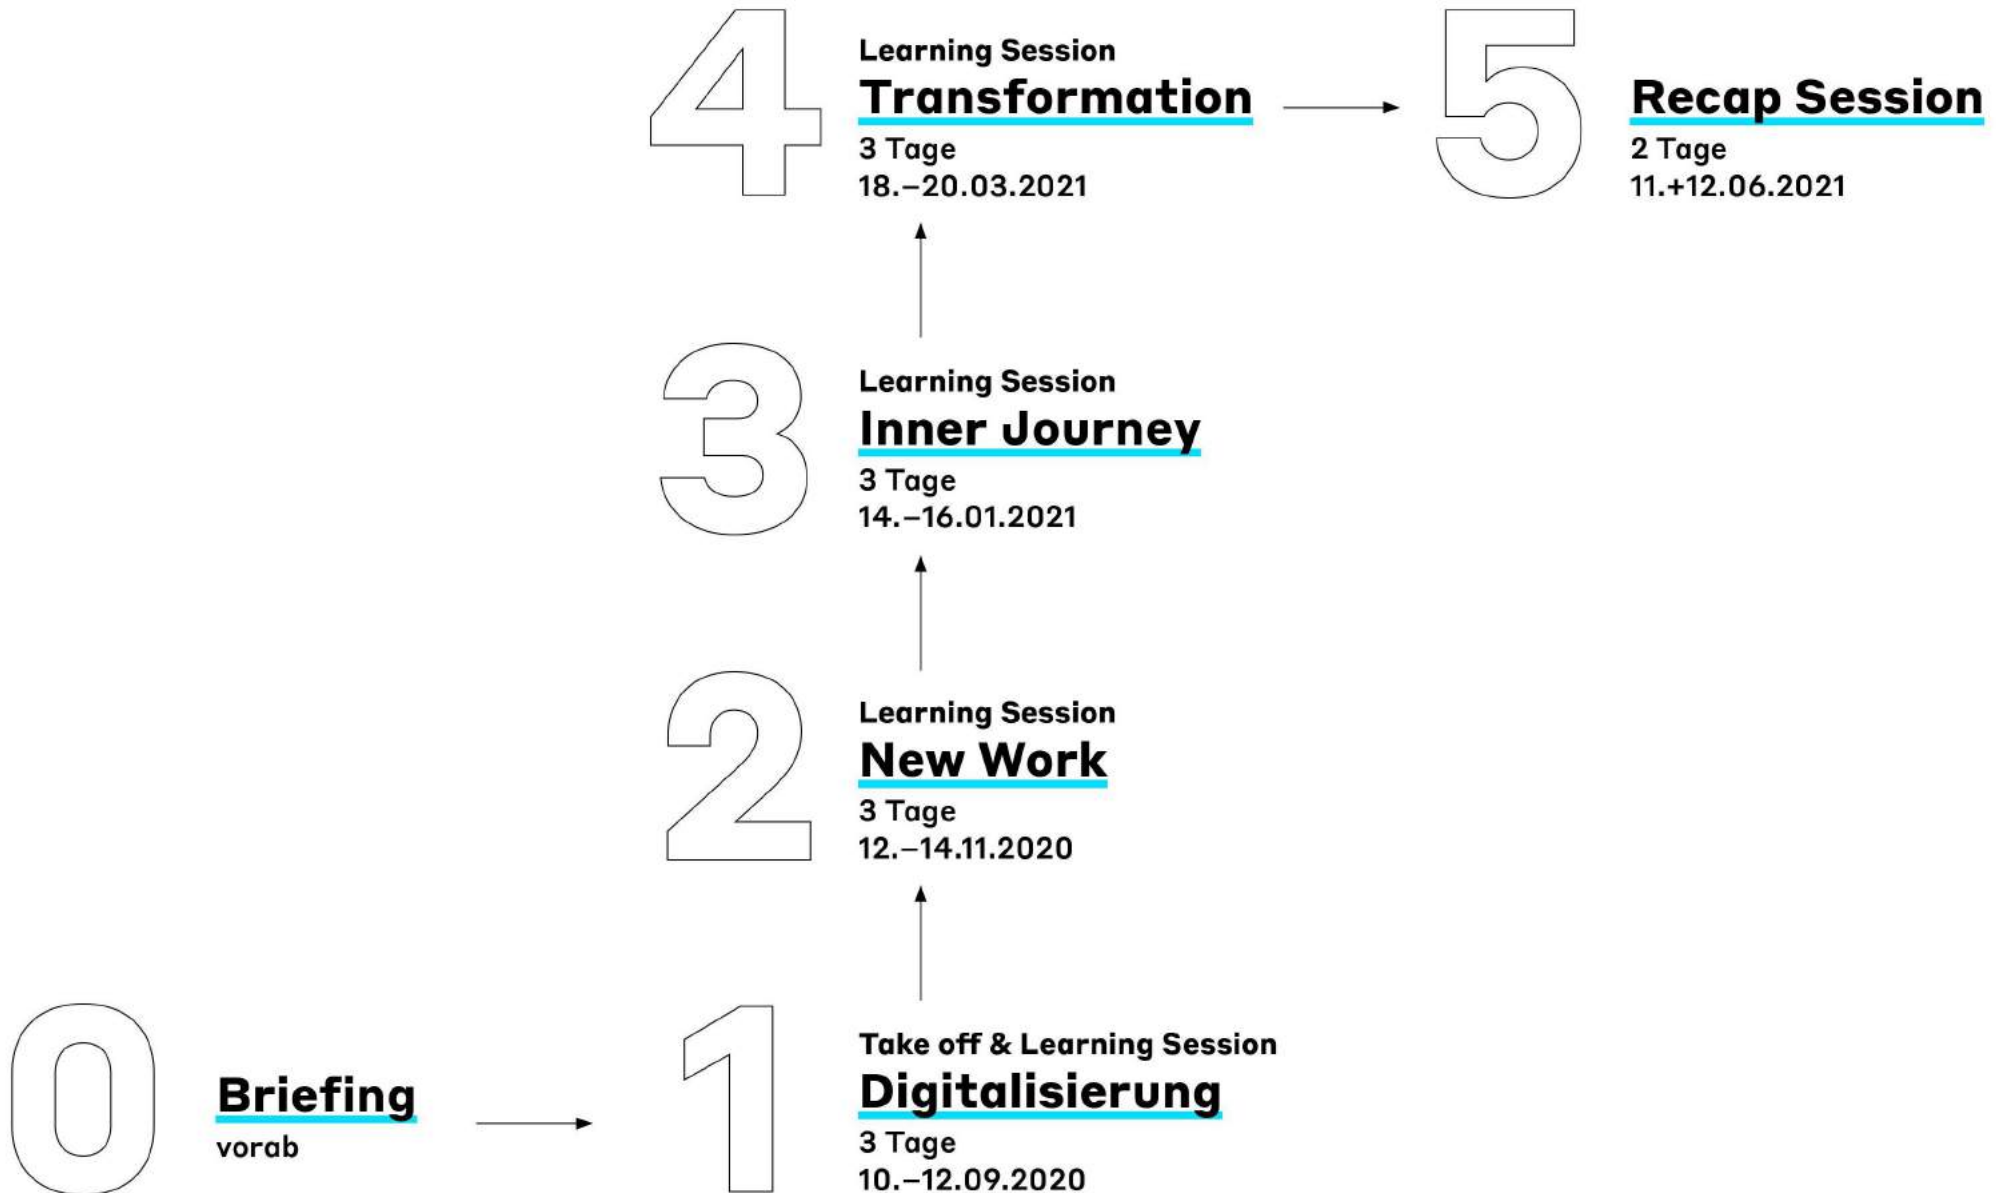 4
Learning Session
Transformation
3 Tage
18.–20.03.2021
5
Recap Session
2 Tage
11.+12.06.2021
3
Learning Session
Inner Journey
3 Tage
14.–16.01.2021
2
Learning Session
New Work
3 Tage
12.–14.11.2020
0
Briefing
vorab
1
Take off & Learning Session
Digitalisierung
3 Tage
10.–12.09.2020